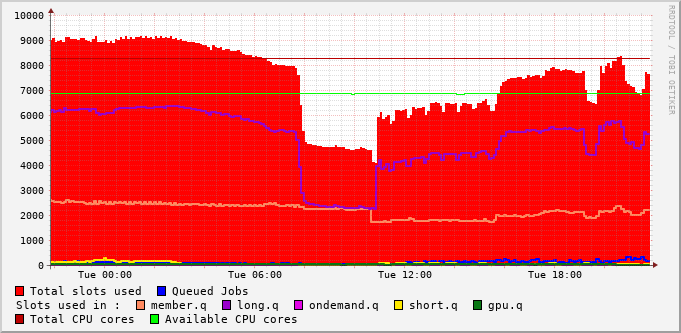 10000
9000
8000
7000
6000
5000
4000
3000
2000
1000
0
Tue 00:00 Tue 06:00 Tue 12:00 Tue 18:00
RRDTOOL / TOBI OETIKER
Total slots used Queued Jobs
Slots used in : member.q long.q ondemand.q short.q gpu.q
Total CPU cores Available CPU cores